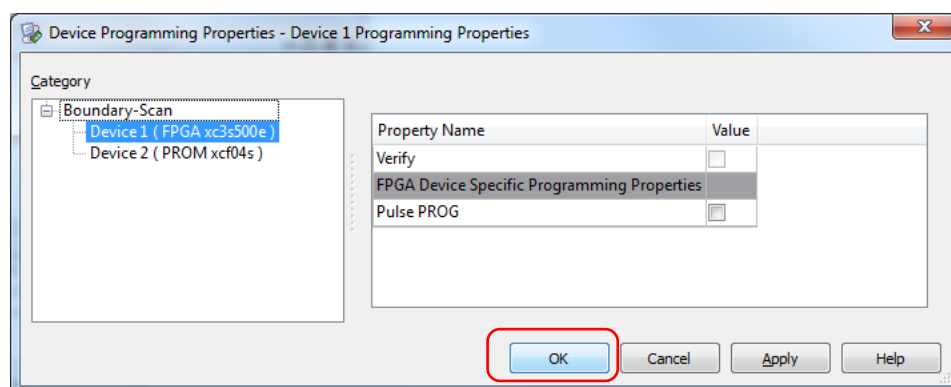 Device Programming Properties - Device 1 Programming Properties
Category
Boundary-Scan
Device 1 ( FPGA xc3s500e )
Device 2 ( PROM xcf04s )
Property Name Value
Verify
FPGA Device Specific Programming Properties
Pulse PROG
OK Cancel Apply Help